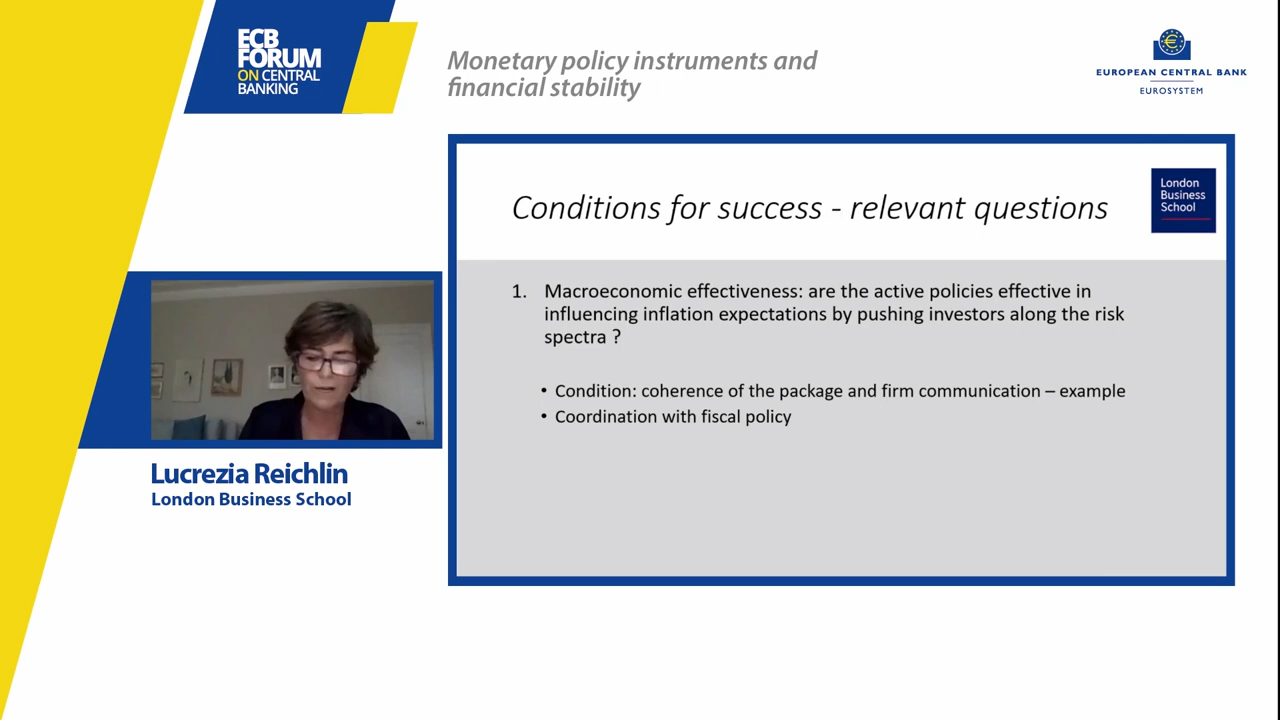 ECB
FORUM
ON CENTRAL
BANKING
Monetary policy instruments and
financial stability
EUROPEAN CENTRAL BANK
EUROSYSTEM
Conditions for success - relevant questions
London
Business
School
1. Macroeconomic effectiveness: are the active policies effective in
influencing inflation expectations by pushing investors along the risk
spectra ?
• Condition: coherence of the package and firm communication – example
• Coordination with fiscal policy
Lucrezia Reichlin
London Business School